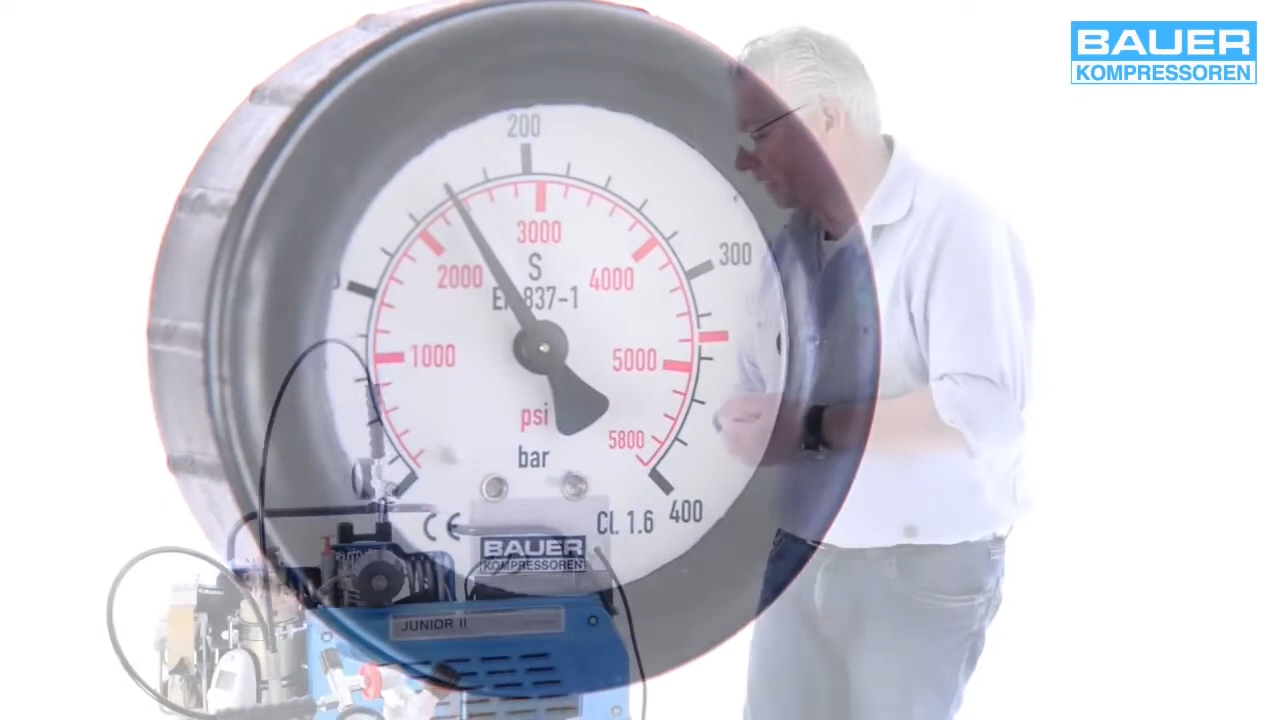 BAUER
KOMPRESSOREN
200
3000
300
S
2000
4000
EN 837-1
1000
5000
psi
5800
bar
400
CE
Cl. 1.6
BAUER
KOMPRESSOREN
JUNIOR II